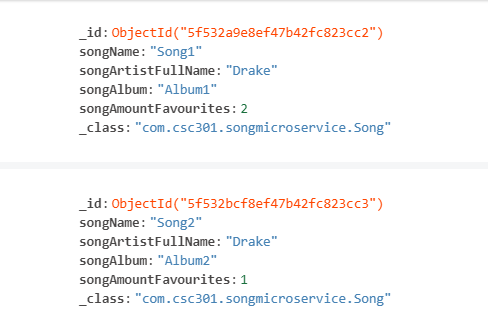 _id: ObjectId("5f532a9e8ef47b42fc823cc2")
songName: "Song1"
songArtistFullName: "Drake"
songAlbum: "Album1"
songAmountFavourites: 2
_class: "com.csc301.songmicroservice.Song"
_id: ObjectId("5f532bcf8ef47b42fc823cc3")
songName: "Song2"
songArtistFullName: "Drake"
songAlbum: "Album2"
songAmountFavourites: 1
_class: "com.csc301.songmicroservice.Song"